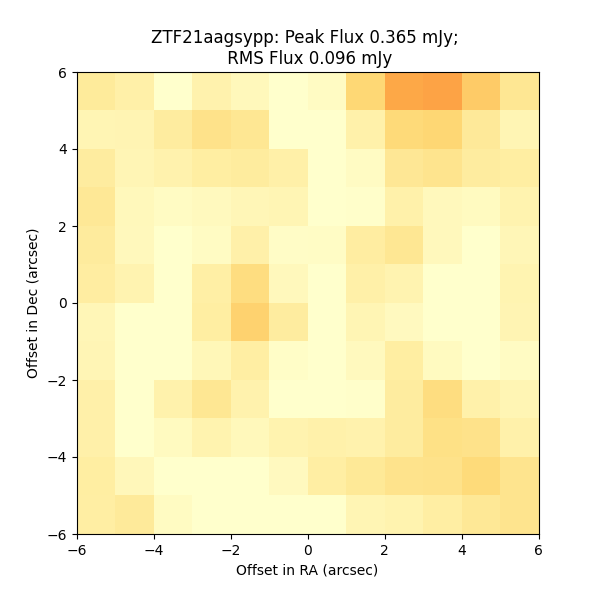 ZTF21aagsypp: Peak Flux 0.365 mJy;
RMS Flux 0.096 mJy
6
4
2
0
−2
−4
−6
Offset in Dec (arcsec)
−6 −4 −2 0 2 4 6
Offset in RA (arcsec)